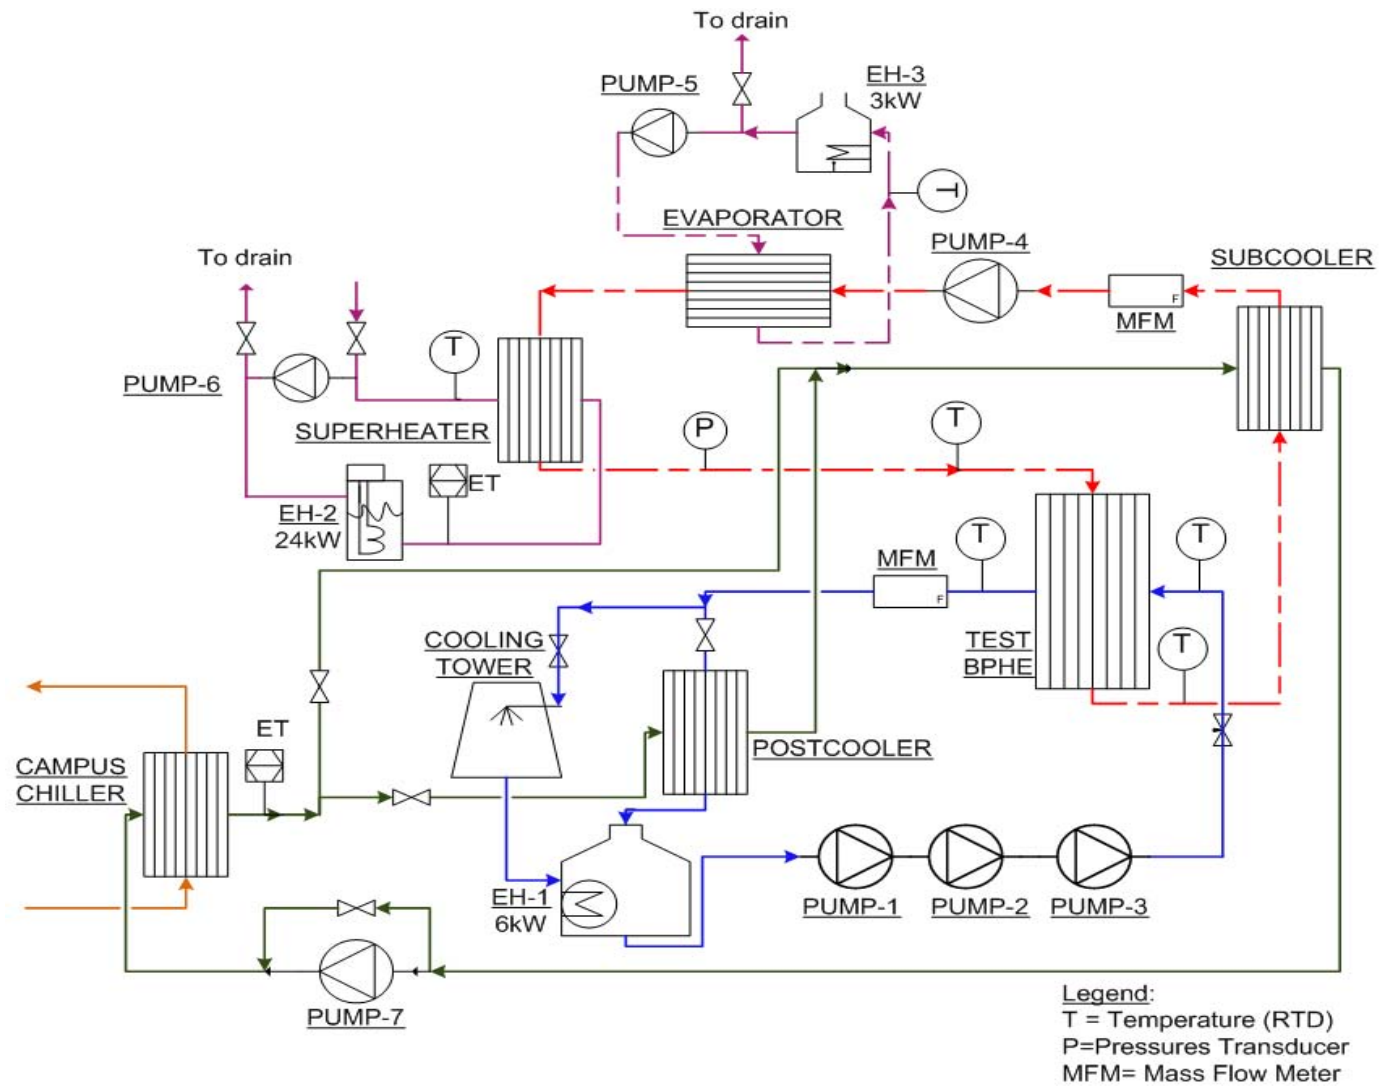 To drain
PUMP-5
EH-3
3kW
T
EVAPORATOR
PUMP-4
SUBCOOLER
F
MFM
To drain
T
PUMP-6
SUPERHEATER
P
T
ET
EH-2
24kW
T
T
MFM
F
COOLING
TOWER
TEST
BPHE
T
ET
POSTCOOLER
CAMPUS
CHILLER
EH-1
6kW
PUMP-1
PUMP-2
PUMP-3
PUMP-7
Legend:
T = Temperature (RTD)
P=Pressures Transducer
MFM= Mass Flow Meter